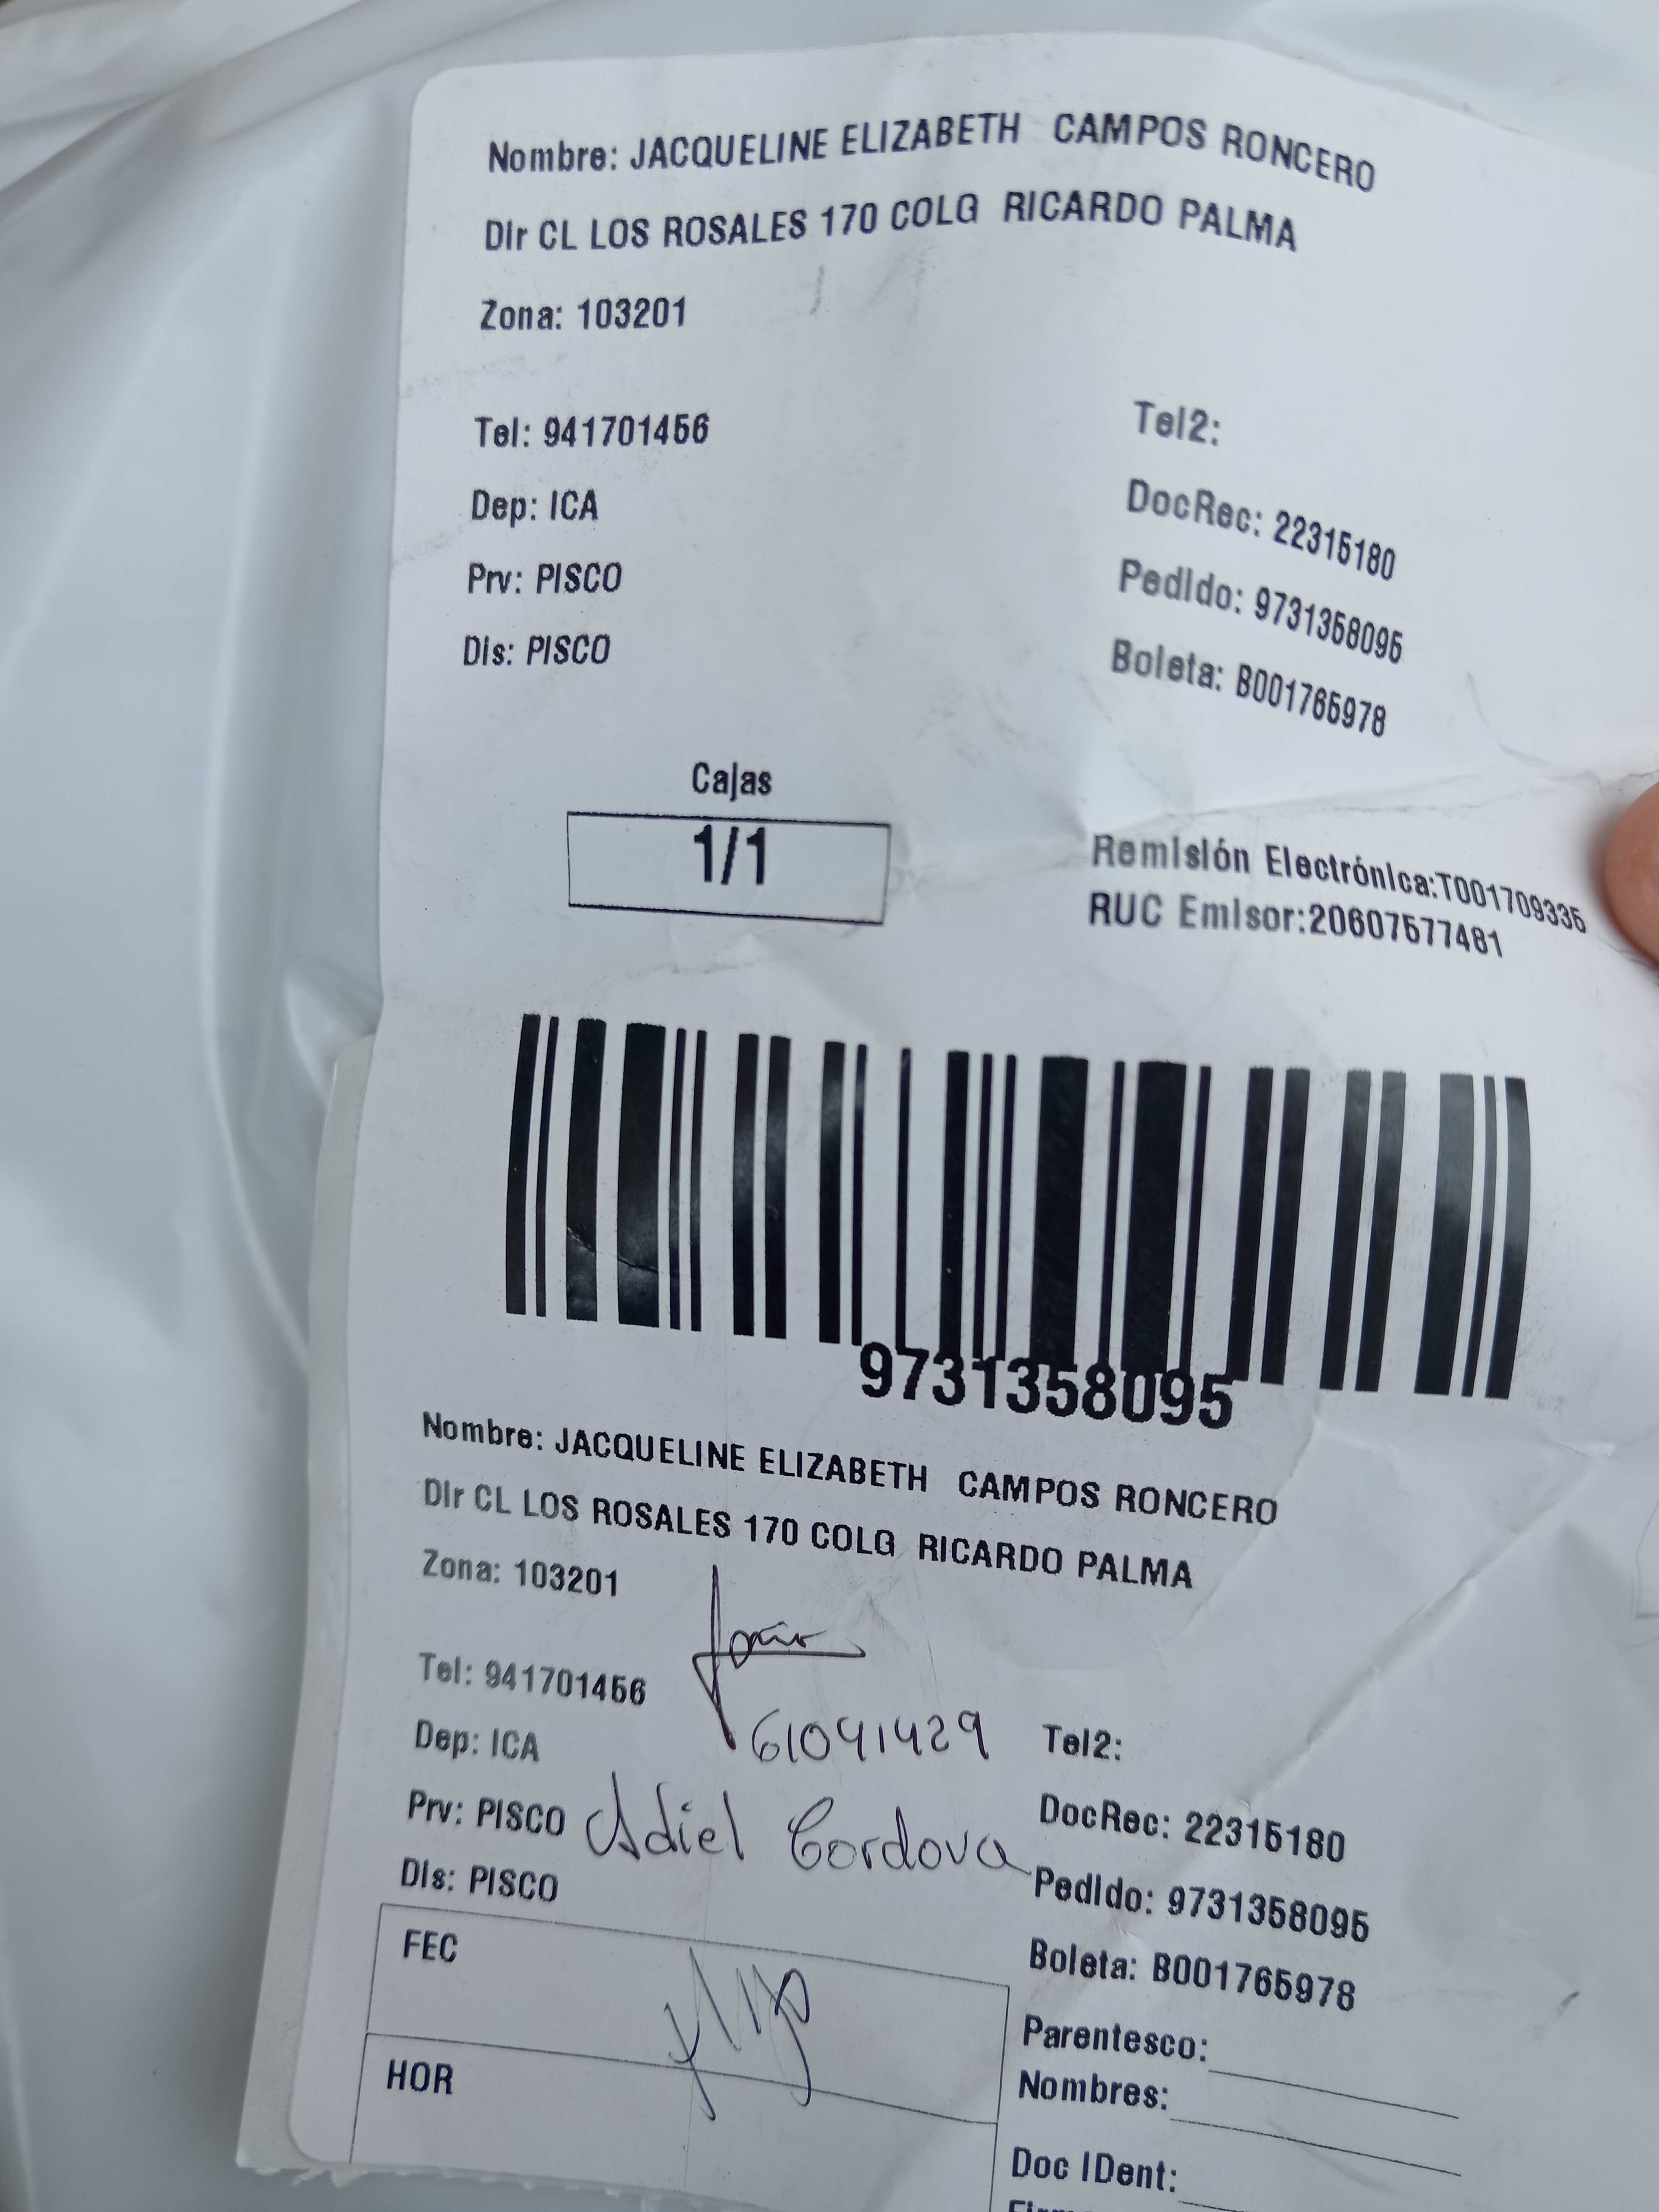 Nombre: JACQUELINE ELIZABETH CAMPOS RONCERO
Dir CL LOS ROSALES 170 COLG RICARDO PALMA
Zona: 103201
Tel: 941701456
Tel2:
Dep: ICA
DocRec: 22315180
Prv: PISCO
Pedido: 9731358095
Dis: PISCO
Boleta: B001765978
Cajas
1/1
Remisión Electrónica:T001709335
RUC Emisor:20607577481
9731358095
Nombre: JACQUELINE ELIZABETH CAMPOS RONCERO
Dir CL LOS ROSALES 170 COLG RICARDO PALMA
Zona: 103201
Tel: 941701456
61041429
Tel2:
Dep: ICA
DocRec: 22315180
Prv: PISCO
Adiel Cordova
Pedido: 9731358095
Dis: PISCO
Boleta: B001765978
FEC
Parentesco:
HOR
Nombres:
Doc IDent: